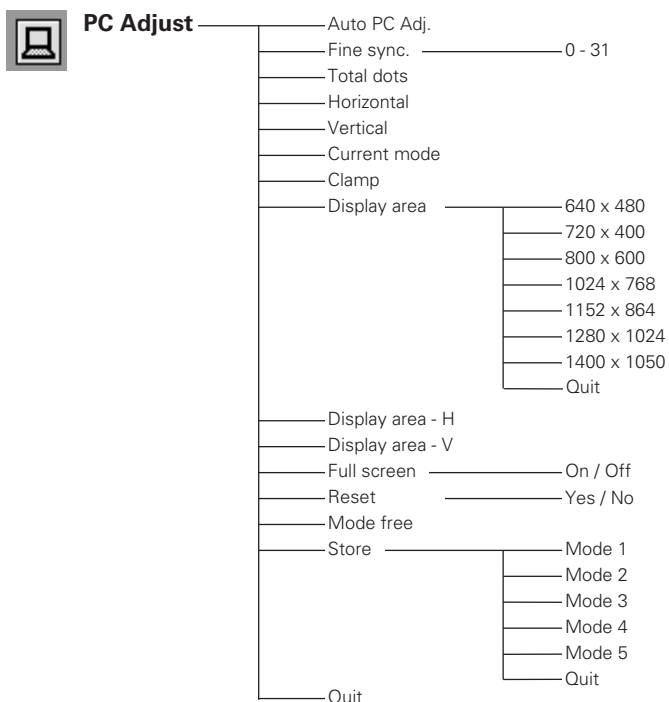 PC Adjust
Auto PC Adj.
Fine sync. 0 - 31
Total dots
Horizontal
Vertical
Current mode
Clamp
Display area 640 x 480
720 x 400
800 x 600
1024 x 768
1152 x 864
1280 x 1024
1400 x 1050
Quit
Display area - H
Display area - V
Full screen On / Off
Reset Yes / No
Mode free
Store Mode 1
Mode 2
Mode 3
Mode 4
Mode 5
Quit
Quit